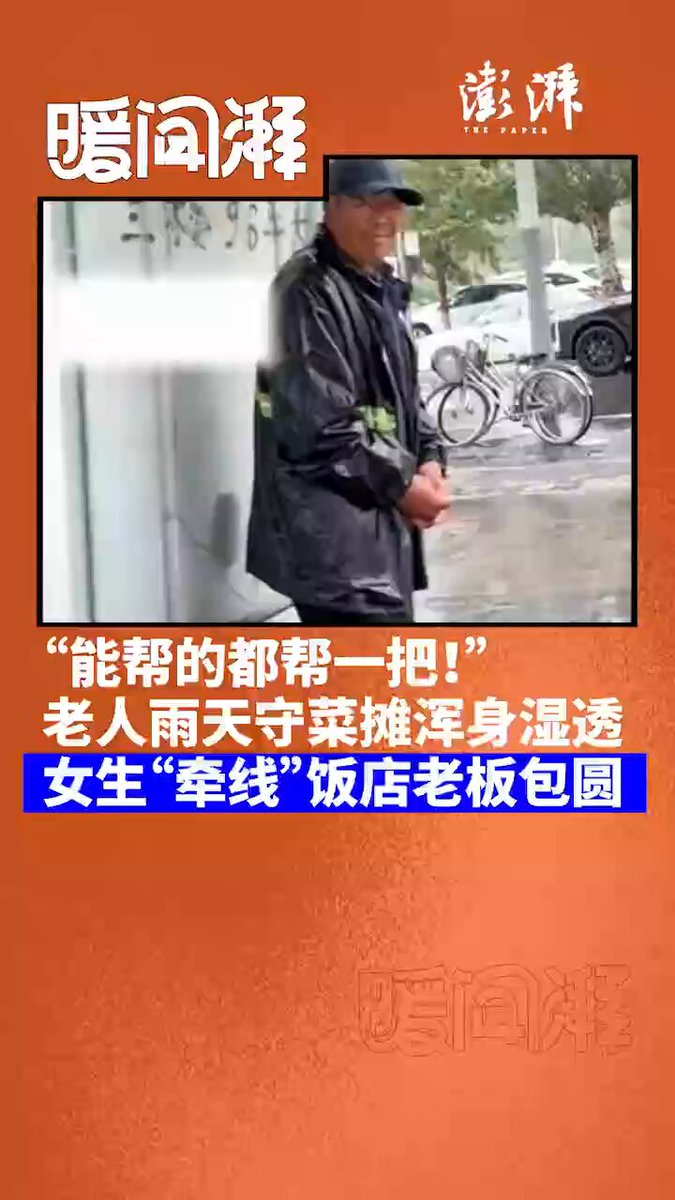 澎湃
THE PAPER
暖闻湃
“能帮的都帮一把！”
老人雨天守菜摊浑身湿透
女生“牵线”饭店老板包圆
暖闻湃